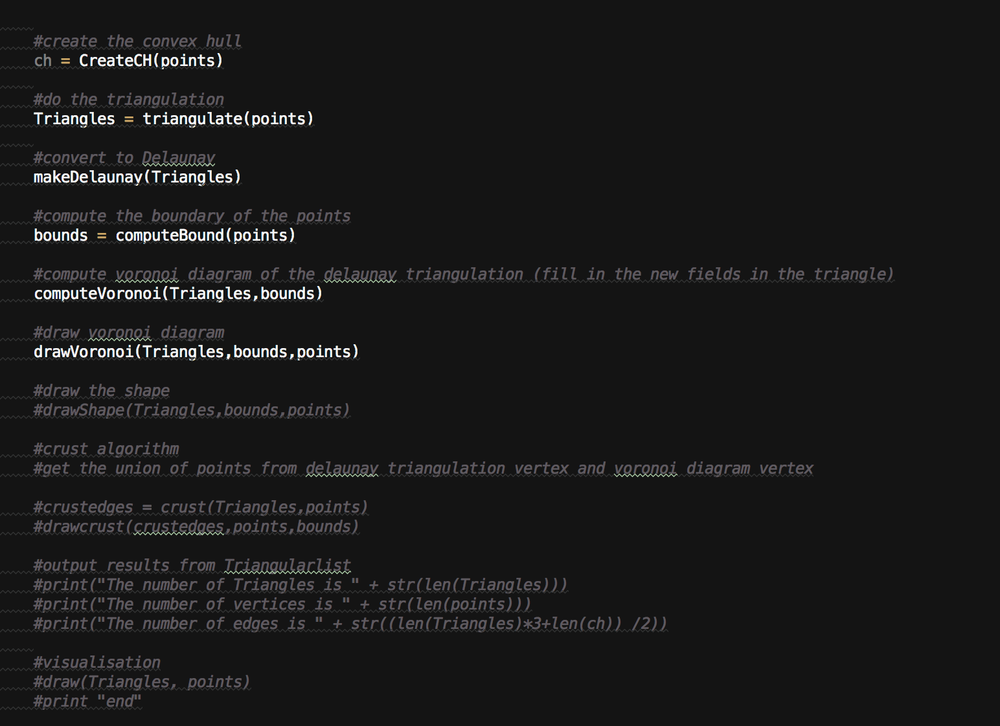 #create the convex hull
ch = CreateCH(points)
#do the triangulation
Triangles = triangulate(points)
#convert to Delaunay
makeDelaunay(Triangles)
#compute the boundary of the points
bounds = computeBound(points)
#compute voronoi diagram of the delaunay triangulation (fill in the new fields in the triangle)
computeVoronoi(Triangles,bounds)
#draw voronoi diagram
drawVoronoi(Triangles,bounds,points)
#draw the shape
#drawShape(Triangles,bounds,points)
#crust algorithm
#get the union of points from delaunay triangulation vertex and voronoi diagram vertex
#crustedges = crust(Triangles,points)
#drawcrust(crustedges,points,bounds)
#output results from Triangularlist
#print("The number of Triangles is " + str(len(Triangles)))
#print("The number of vertices is " + str(len(points)))
#print("The number of edges is " + str((len(Triangles)*3+len(ch)) /2))
#visualisation
#draw(Triangles, points)
#print "end"